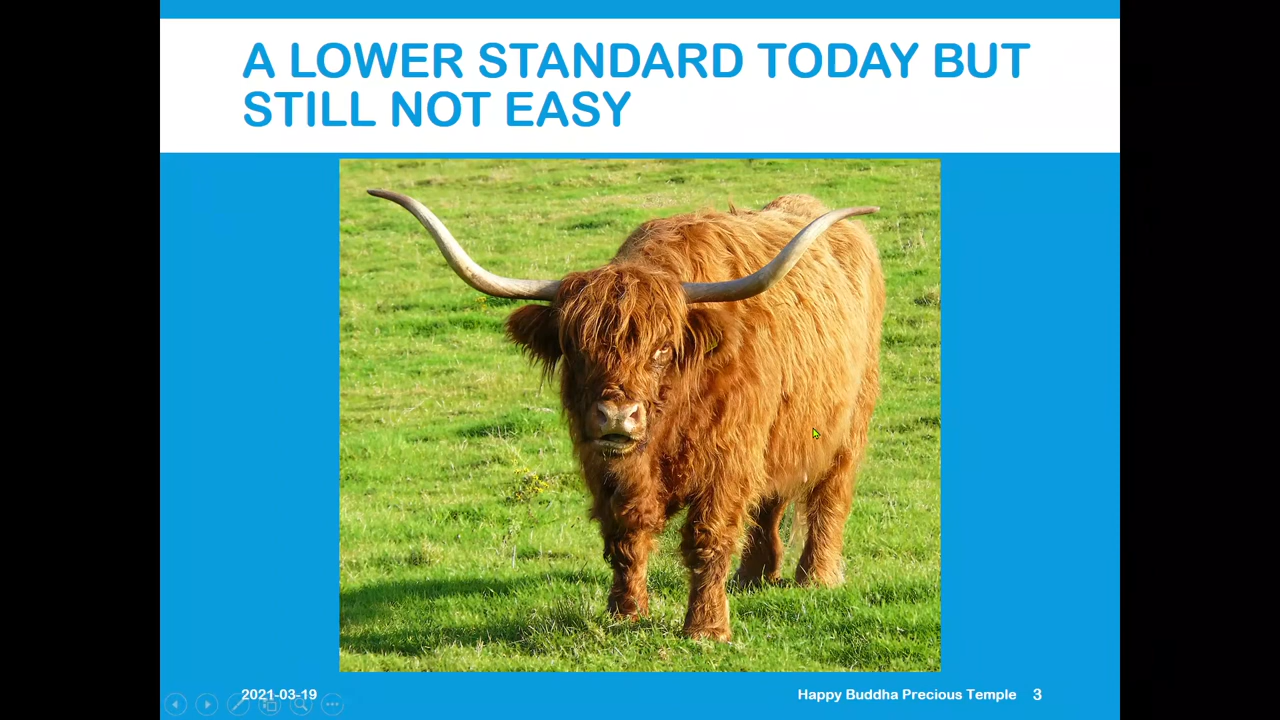 A LOWER STANDARD TODAY BUT
STILL NOT EASY
2021-03-19
Happy Buddha Precious Temple 3